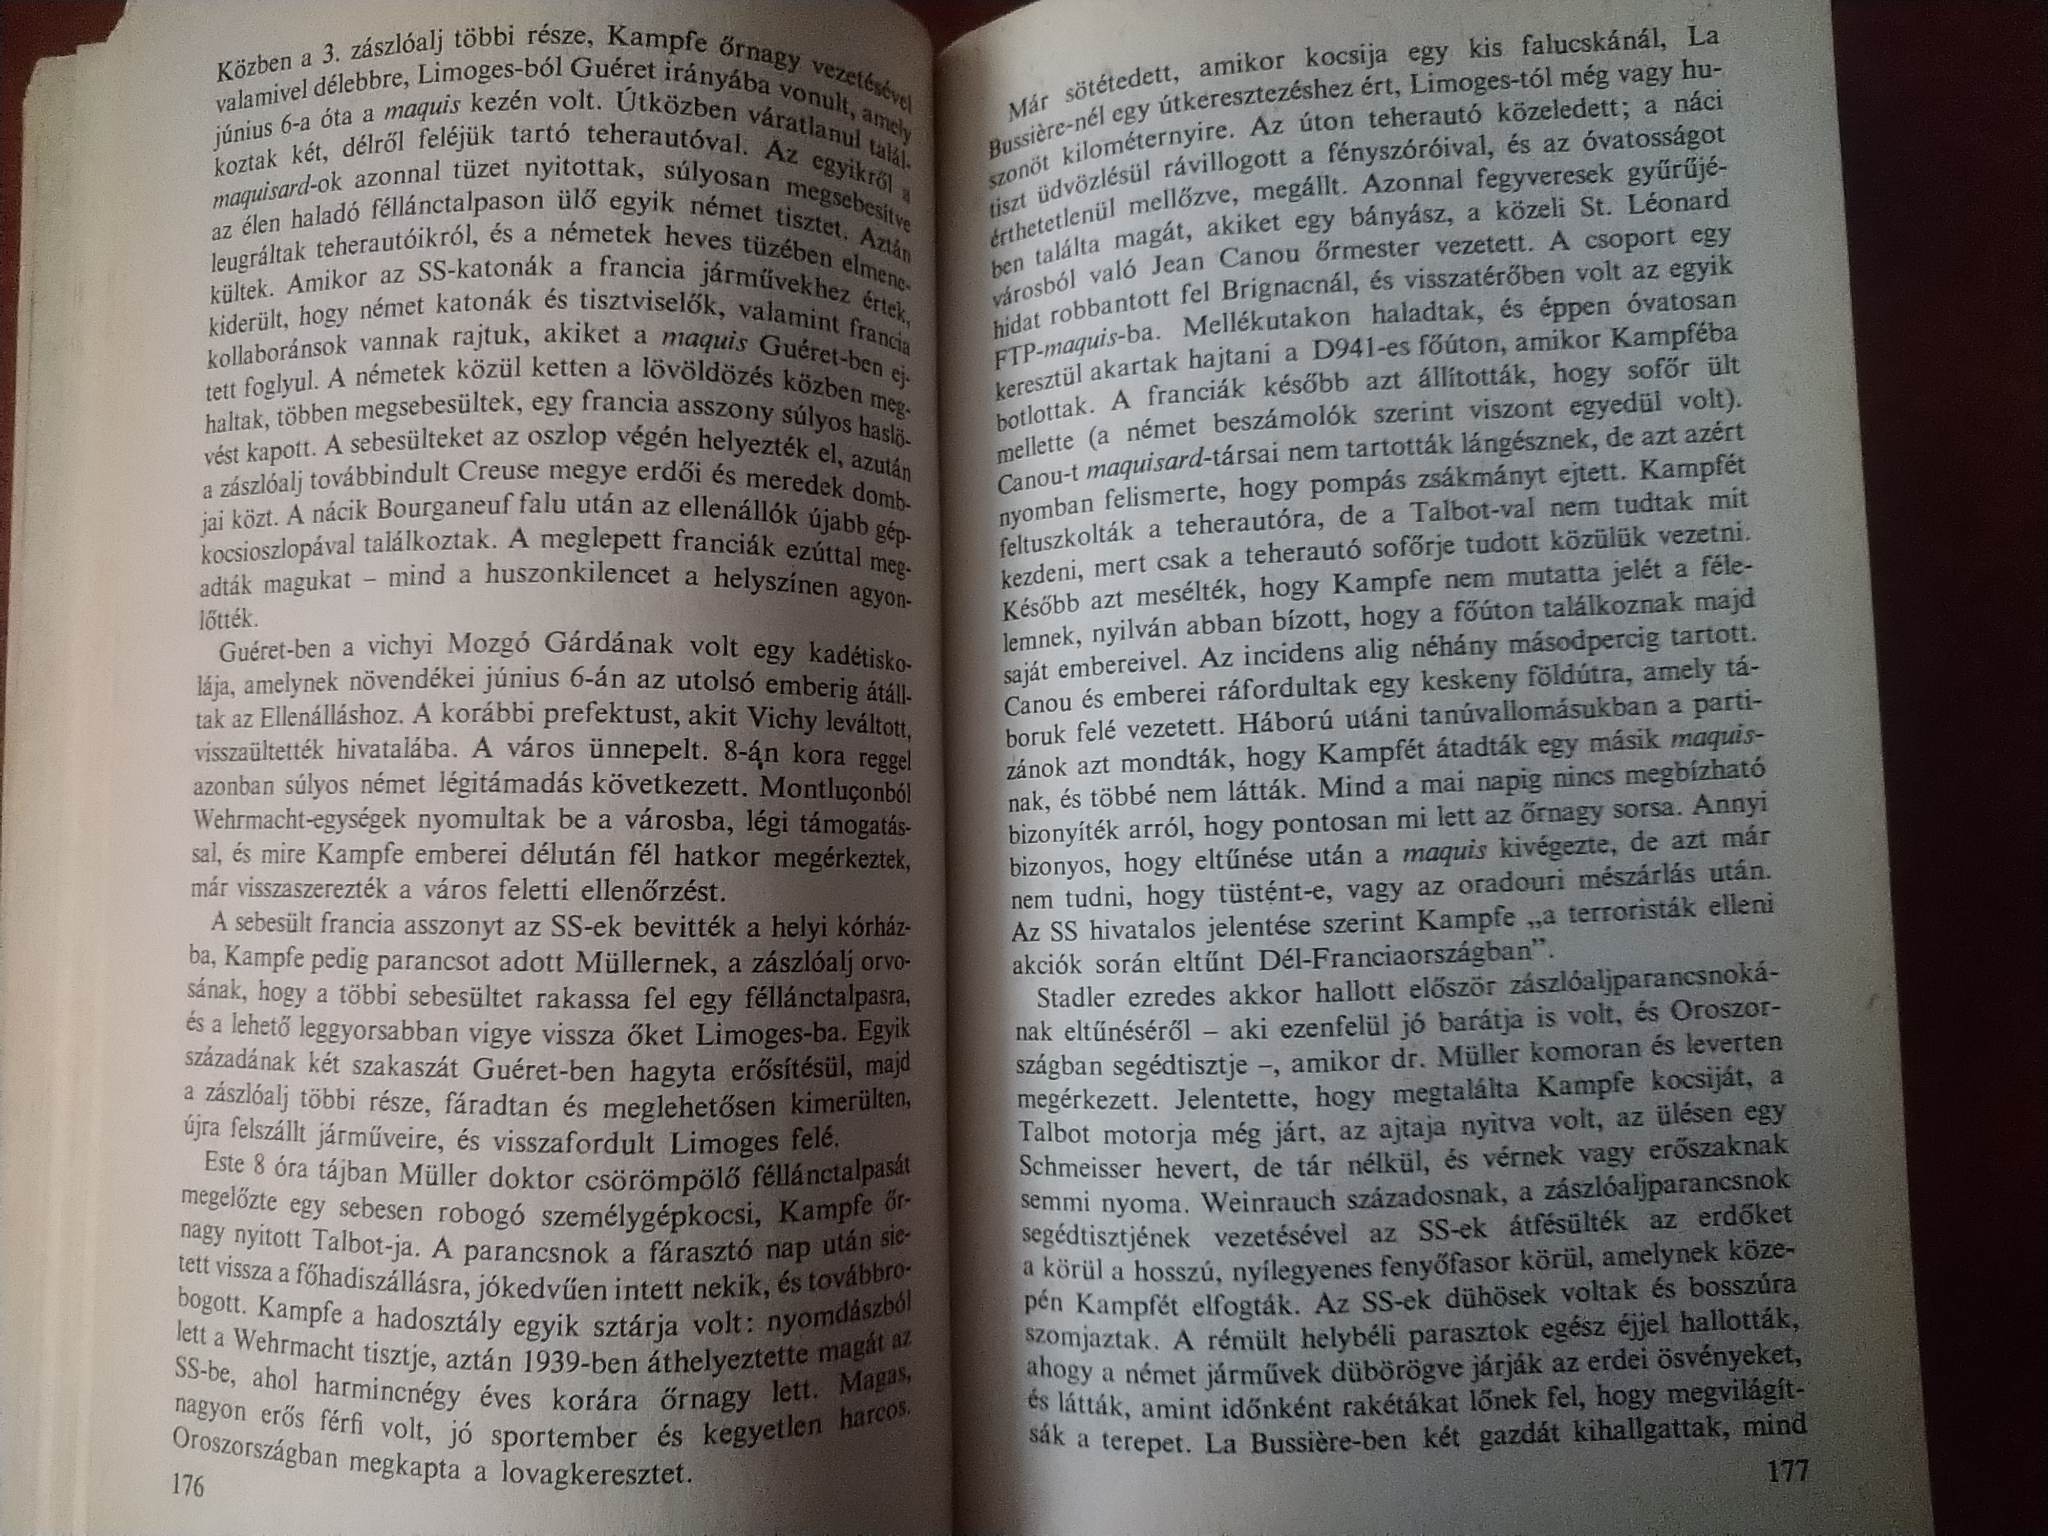 Közben a 3. zászlóalj többi része, Kampfe őrnagy vezetésével
valamivel délebbre, Limoges-ból Guéret irányába vonult, amely
június 6-a óta a maquis kezén volt. Útközben váratlanul talál-
koztak két, délről feléjük tartó teherautóval. Az egyikről a
maquisard-ok azonnal tüzet nyitottak, súlyosan megsebesítve
az élen haladó féllánctalpason ülő egyik német tisztet. Aztán
leugráltak teherautóikról, és a németek heves tüzében elmene-
kültek. Amikor az SS-katonák a francia járművekhez értek,
kiderült, hogy német katonák és tisztviselők, valamint francia
kollaboránsok vannak rajtuk, akiket a maquis Guéret-ben ej-
tett foglyul. A németek közül ketten a lövöldözés közben meg-
haltak, többen megsebesültek, egy francia asszony súlyos haslö-
vést kapott. A sebesülteket az oszlop végén helyezték el, azután
a zászlóalj továbbindult Creuse megye erdői és meredek domb-
jai közt. A nácik Bourganeuf falu után az ellenállók újabb gép-
kocsioszlopával találkoztak. A meglepett franciák ezúttal meg-
adták magukat – mind a huszonkilencet a helyszínen agyon-
lőtték.
Guéret-ben a vichyi Mozgó Gárdának volt egy kadétisko-
lája, amelynek növendékei június 6-án az utolsó emberig átáll-
tak az Ellenálláshoz. A korábbi prefektust, akit Vichy leváltott,
visszaültették hivatalába. A város ünnepelt. 8-án kora reggel
azonban súlyos német légitámadás következett. Montluçonból
Wehrmacht-egységek nyomultak be a városba, légi támogatás-
sal, és mire Kampfe emberei délután fél hatkor megérkeztek,
már visszaszerezték a város feletti ellenőrzést.
A sebesült francia asszonyt az SS-ek bevitték a helyi kórház-
ba, Kampfe pedig parancsot adott Müllernek, a zászlóalj orvo-
sának, hogy a többi sebesültet rakassa fel egy féllánctalpasra,
és a lehető leggyorsabban vigye vissza őket Limoges-ba. Egyik
századának két szakaszát Guéret-ben hagyta erősítésül, majd
a zászlóalj többi része, fáradtan és meglehetősen kimerülten,
újra felszállt járműveire, és visszafordult Limoges felé.
Este 8 óra tájban Müller doktor csörömpölő féllánctalpasát
megelőzte egy sebesen robogó személygépkocsi, Kampfe őr-
nagy nyitott Talbot-ja. A parancsnok a fárasztó nap után sie-
tett vissza a főhadiszállásra, jókedvűen intett nekik, és továbbro-
bogott. Kampfe a hadosztály egyik sztárja volt: nyomdászból
lett a Wehrmacht tisztje, aztán 1939-ben áthelyeztette magát az
SS-be, ahol harmincnégy éves korára őrnagy lett. Magas,
nagyon erős férfi volt, jó sportember és kegyetlen harcos.
Oroszországban megkapta a lovagkeresztet.
176
Már sötétedett, amikor kocsija egy kis falucskánál, La
Bussière-nél egy útkeresztezéshez ért, Limoges-tól még vagy hu-
szonöt kilométernyire. Az úton teherautó közeledett; a náci
tiszt üdvözlésül rávillogott a fényszóróival, és az óvatosságot
érthetetlenül mellőzve, megállt. Azonnal fegyveresek gyűrűjé-
ben találta magát, akiket egy bányász, a közeli St. Léonard
városból való Jean Canou őrmester vezetett. A csoport egy
hidat robbantott fel Brignacnál, és visszatérőben volt az egyik
FTP-maquis-ba. Mellékutakon haladtak, és éppen óvatosan
keresztül akartak hajtani a D941-es főúton, amikor Kampféba
botlottak. A franciák később azt állították, hogy sofőr ült
mellette (a német beszámolók szerint viszont egyedül volt).
Canou-t maquisard-társai nem tartották lángésznek, de azt azért
nyomban felismerte, hogy pompás zsákmányt ejtett. Kampfét
feltuszkolták a teherautóra, de a Talbot-val nem tudtak mit
kezdeni, mert csak a teherautó sofőrje tudott közülük vezetni.
Később azt mesélték, hogy Kampfe nem mutatta jelét a féle-
lemnek, nyilván abban bízott, hogy a főúton találkoznak majd
saját embereivel. Az incidens alig néhány másodpercig tartott.
Canou és emberei ráfordultak egy keskeny földútra, amely tá-
boruk felé vezetett. Háború utáni tanúvallomásukban a parti-
zánok azt mondták, hogy Kampfét átadták egy másik maquis-
nak, és többé nem látták. Mind a mai napig nincs megbízható
bizonyíték arról, hogy pontosan mi lett az őrnagy sorsa. Annyi
bizonyos, hogy eltűnése után a maquis kivégezte, de azt már
nem tudni, hogy tüstént-e, vagy az oradouri mészárlás után.
Az SS hivatalos jelentése szerint Kampfe „a terroristák elleni
akciók során eltűnt Dél-Franciaországban”.
Stadler ezredes akkor hallott először zászlóaljparancsnoká-
nak eltűnéséről – aki ezenfelül jó barátja is volt, és Oroszor-
szágban segédtisztje –, amikor dr. Müller komoran és leverten
megérkezett. Jelentette, hogy megtalálta Kampfe kocsiját, a
Talbot motorja még járt, az ajtaja nyitva volt, az ülésen egy
Schmeisser hevert, de tár nélkül, és vérnek vagy erőszaknak
semmi nyoma. Weinrauch századosnak, a zászlóaljparancsnok
segédtisztjének vezetésével az SS-ek átfésülték az erdőket
a körül a hosszú, nyílegyenes fenyőfasor körül, amelynek köze-
pén Kampfét elfogták. Az SS-ek dühösek voltak és bosszúra
szomjaztak. A rémült helybéli parasztok egész éjjel hallották,
ahogy a német járművek dübörögve járják az erdei ösvényeket,
és látták, amint időnként rakétákat lőnek fel, hogy megvilágít-
sák a terepet. La Bussière-ben két gazdát kihallgattak, mind
177